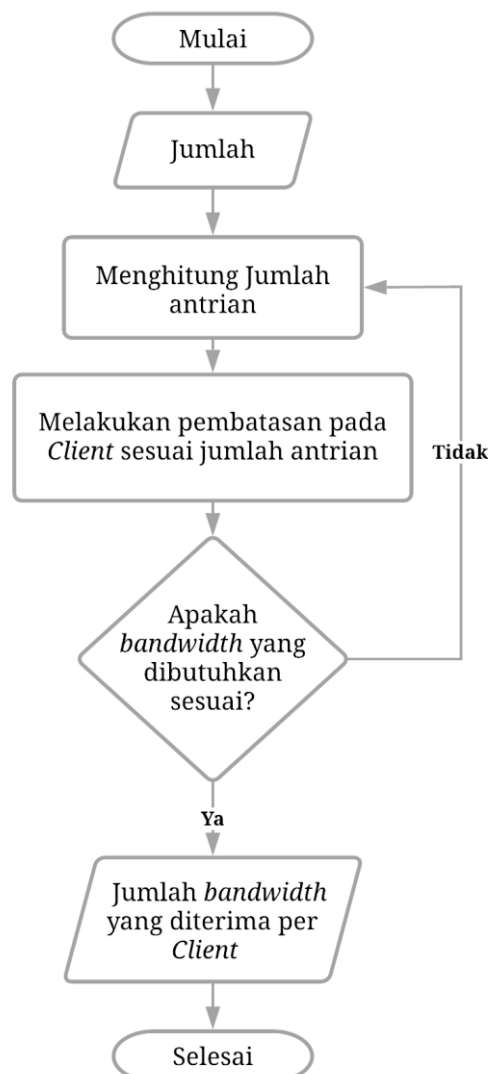 Mulai
Jumlah
Menghitung Jumlah
antrian
Melakukan pembatasan pada
Client sesuai jumlah antrian
Tidak
Apakah
bandwidth yang
dibutuhkan
sesuai?
Ya
Jumlah bandwidth
yang diterima per
Client
Selesai